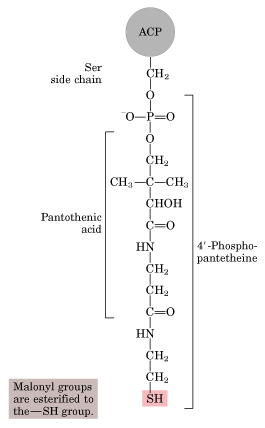 ACP
Ser
side chain
CH₂
O
⁻O—P=O
O
CH₂
CH₃—C—CH₃
CHOH
Pantothenic
acid
C=O
HN
4′-Phospho-
pantetheine
CH₂
CH₂
C=O
HN
CH₂
CH₂
SH
Malonyl groups
are esterified to
the—SH group.